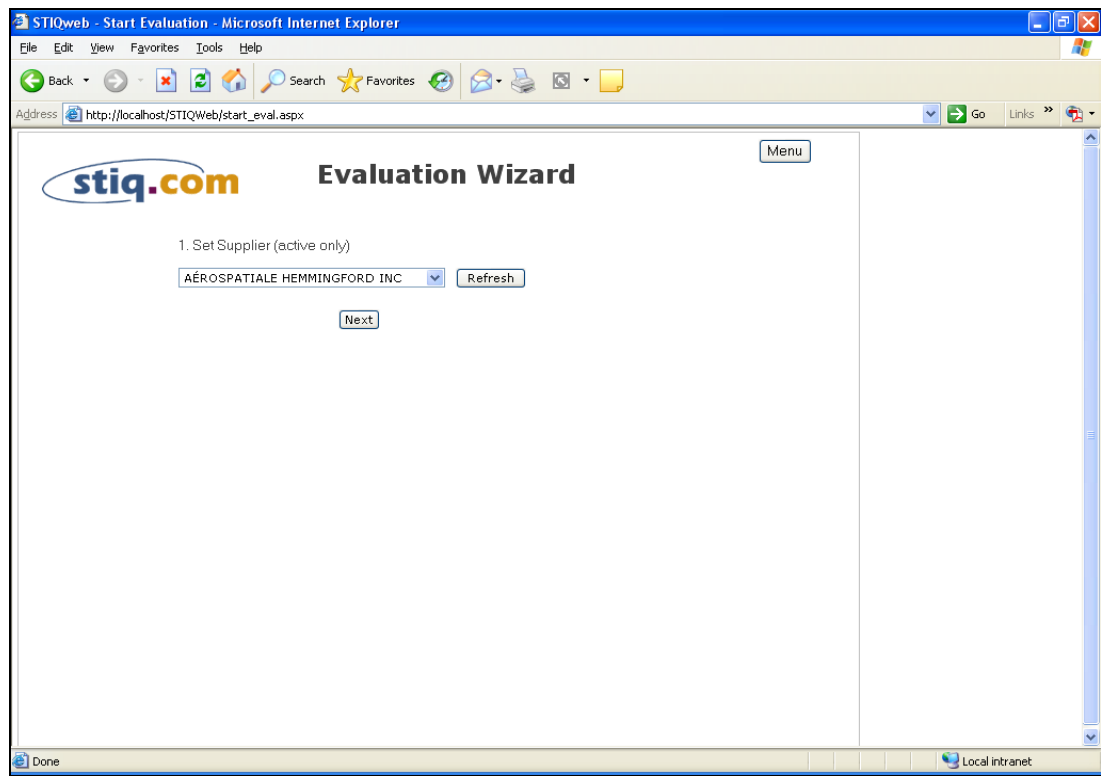 STIQweb - Start Evaluation - Microsoft Internet Explorer
File Edit View Favorites Tools Help
Back Search Favorites
Address http://localhost/STIQWeb/start_eval.aspx Go Links »
Menu
stiq.com Evaluation Wizard
1. Set Supplier (active only)
AÉROSPATIALE HEMMINGFORD INC Refresh
Next
Done Local intranet